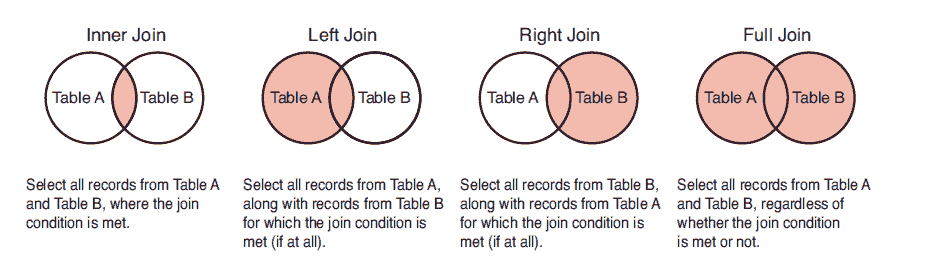 Inner Join
Left Join
Right Join
Full Join
Table A
Table B
Table A
Table B
Table A
Table B
Table A
Table B
Select all records from Table A
and Table B, where the join
condition is met.
Select all records from Table A,
along with records from Table B
for which the join condition is
met (if at all).
Select all records from Table B,
along with records from Table A
for which the join condition is
met (if at all).
Select all records from Table A
and Table B, regardless of
whether the join condition
is met or not.